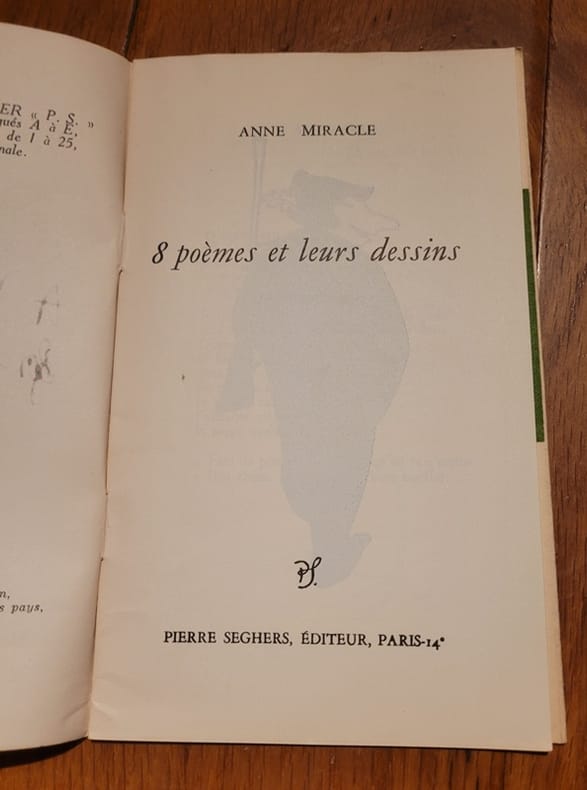 ER « P. S. »
qués A à E,
de 1 à 25,
nale.
n,
s pays,
ANNE MIRACLE
8 poèmes et leurs dessins
PS.
PIERRE SEGHERS, ÉDITEUR, PARIS-14e